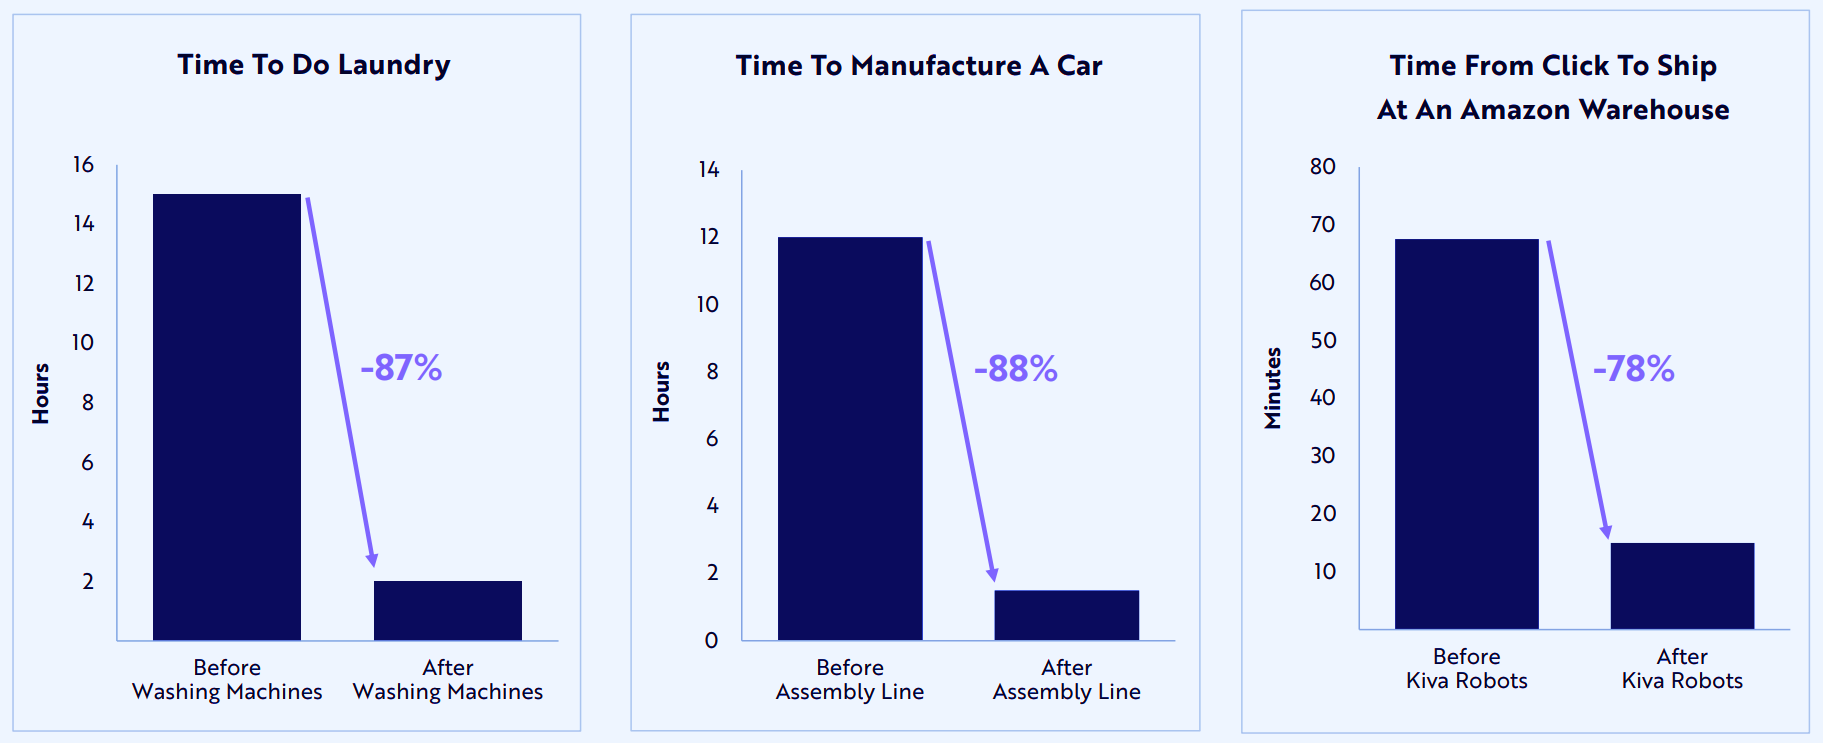 Time To Do Laundry
16
14
12
10
8
6
4
2
Hours
-87%
Before
Washing Machines
After
Washing Machines
Time To Manufacture A Car
14
12
10
8
6
4
2
0
Hours
-88%
Before
Assembly Line
After
Assembly Line
Time From Click To Ship
At An Amazon Warehouse
80
70
60
50
40
30
20
10
Minutes
-78%
Before
Kiva Robots
After
Kiva Robots